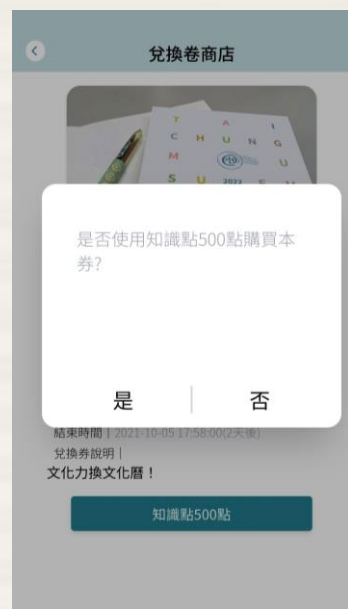 兌換卷商店
T A I
C H U N G
M U
S U 2022
是否使用知識點500點購買本
券?
是 否
結束時間 | 2021-10-05 17:58:00(2天後)
兌換券說明 |
文化力換文化曆！
知識點500點